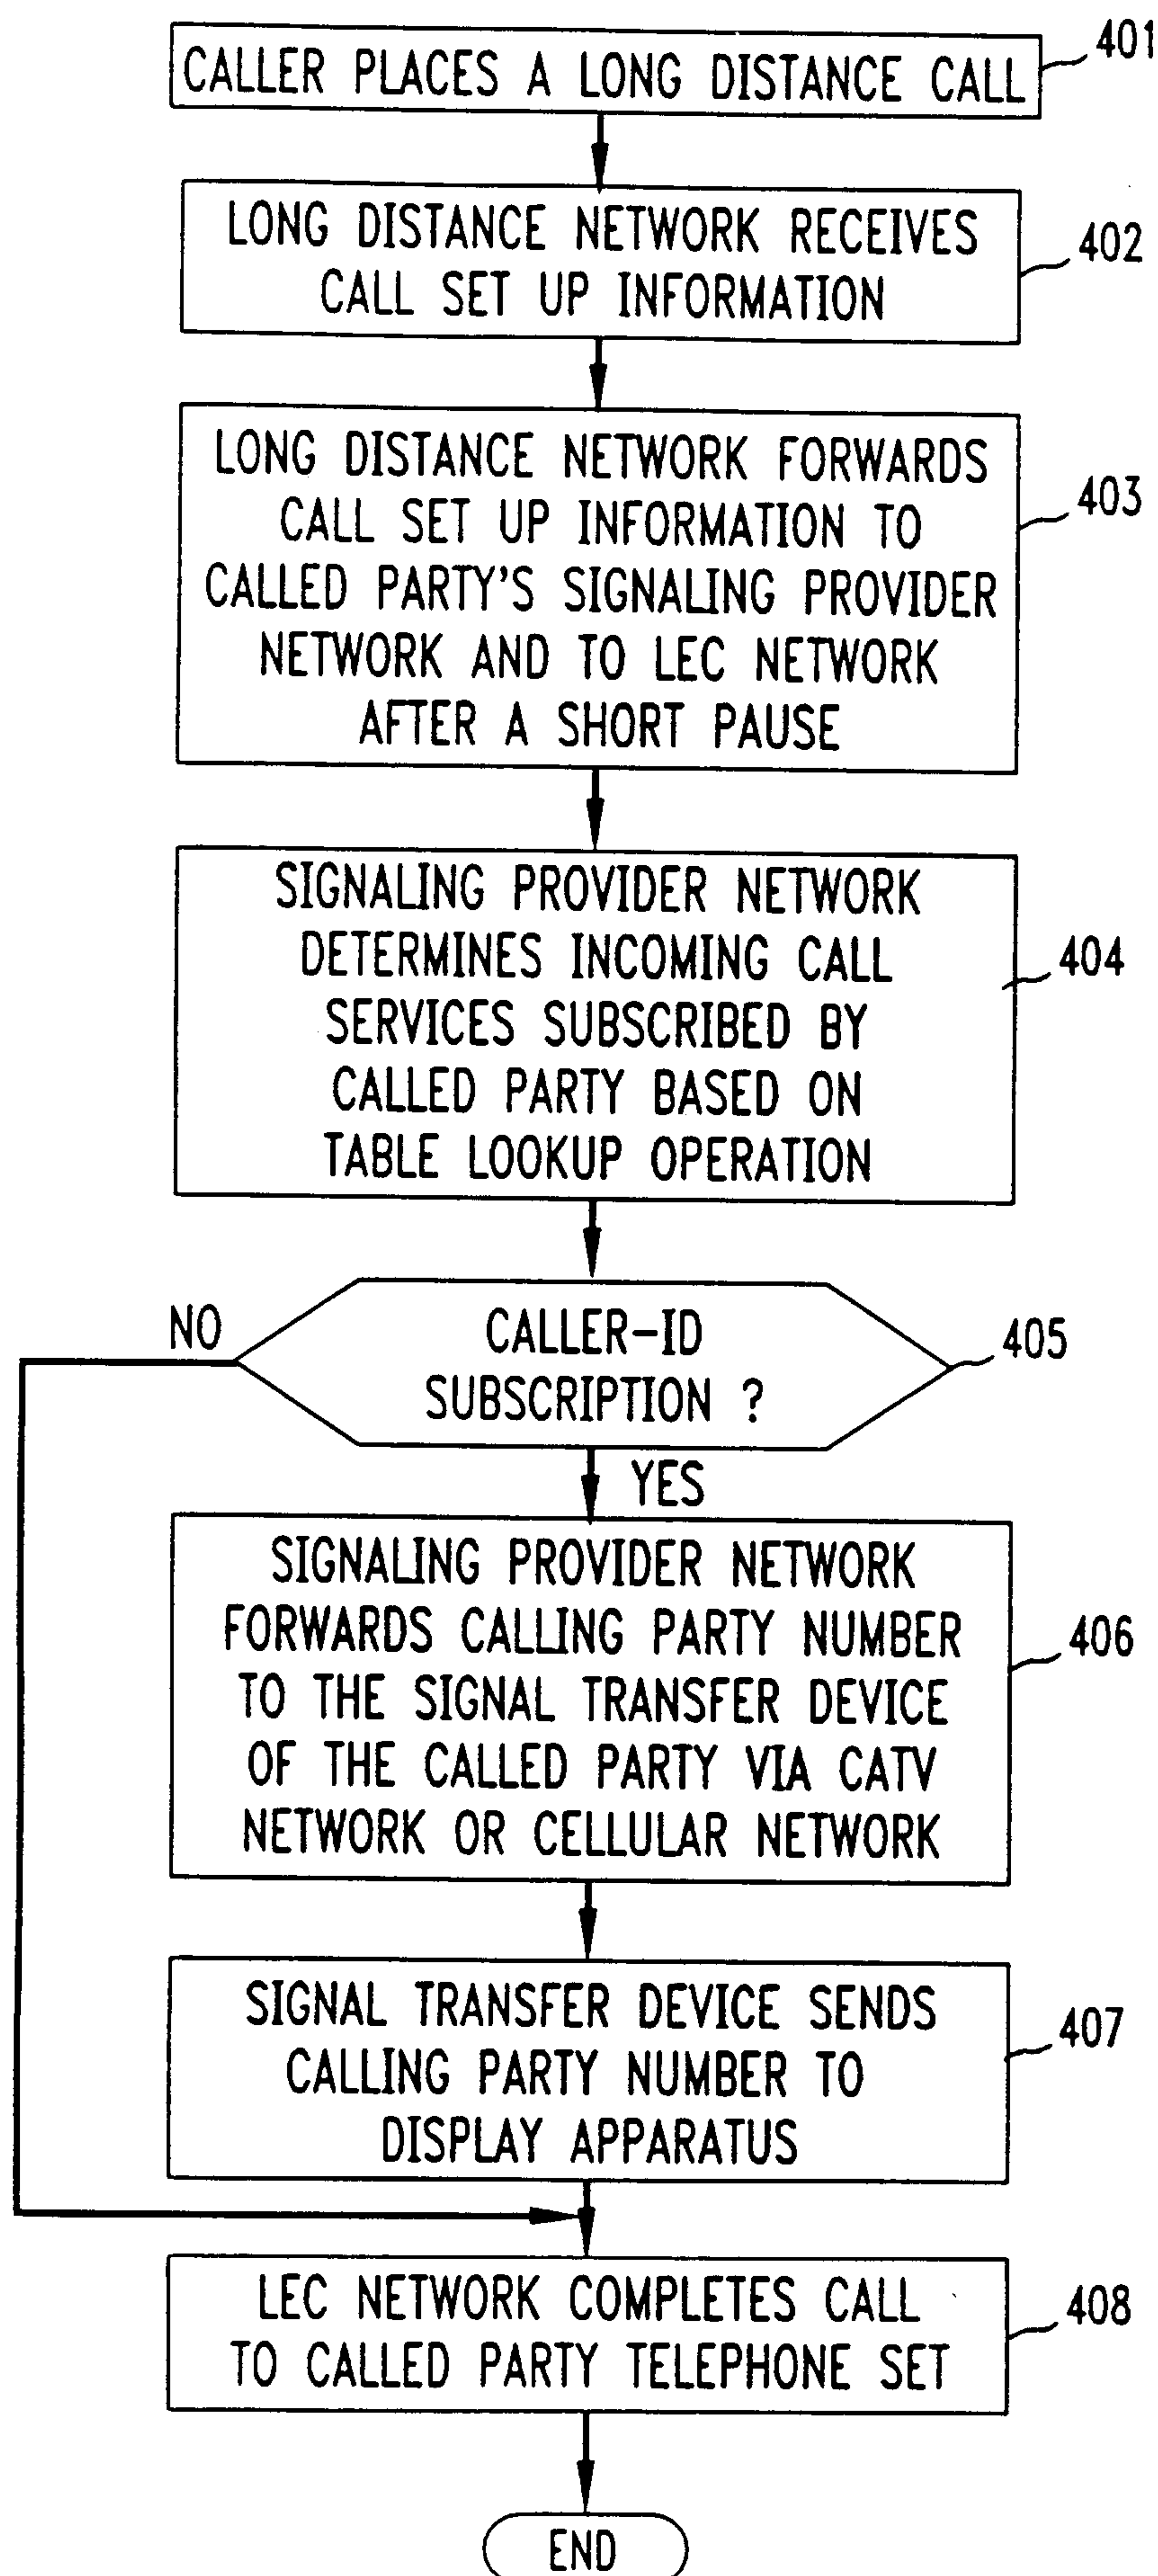 CALLER PLACES A LONG DISTANCE CALL
401
LONG DISTANCE NETWORK RECEIVES
CALL SET UP INFORMATION
402
LONG DISTANCE NETWORK FORWARDS
CALL SET UP INFORMATION TO
CALLED PARTY'S SIGNALING PROVIDER
NETWORK AND TO LEC NETWORK
AFTER A SHORT PAUSE
403
SIGNALING PROVIDER NETWORK
DETERMINES INCOMING CALL
SERVICES SUBSCRIBED BY
CALLED PARTY BASED ON
TABLE LOOKUP OPERATION
404
NO
CALLER-ID
SUBSCRIPTION ?
405
YES
SIGNALING PROVIDER NETWORK
FORWARDS CALLING PARTY NUMBER
TO THE SIGNAL TRANSFER DEVICE
OF THE CALLED PARTY VIA CATV
NETWORK OR CELLULAR NETWORK
406
SIGNAL TRANSFER DEVICE SENDS
CALLING PARTY NUMBER TO
DISPLAY APPARATUS
407
LEC NETWORK COMPLETES CALL
TO CALLED PARTY TELEPHONE SET
408
END